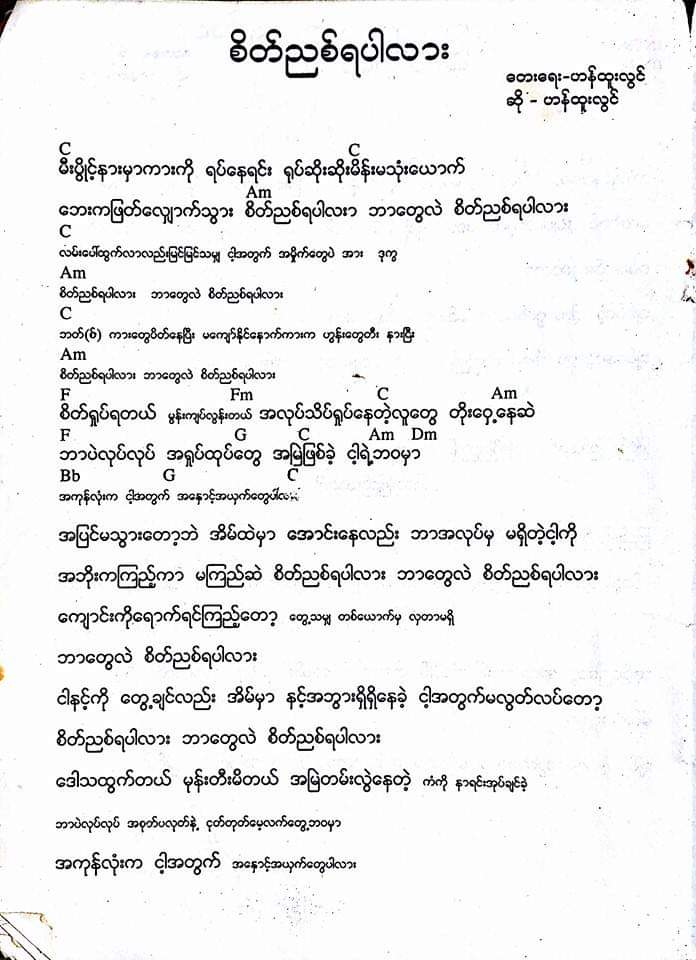 စိတ်ညစ်ရပါလား
တေးရေး-ဟန်ထူးလွင်
ဆို - ဟန်ထူးလွင်
C C
မီးပွိုင့်နားမှာကားကို ရပ်နေရင်း ရုပ်ဆိုးဆိုးမိန်းမသုံးယောက်
Am
ဘေးကဖြတ်လျှောက်သွား စိတ်ညစ်ရပါလား ဘာတွေလဲ စိတ်ညစ်ရပါလား
C
လမ်းပေါ်ထွက်လာလည်းမြင်မြင်သမျှ ငါ့အတွက် အမှိုက်တွေပဲ အား ဒုက္ခ
Am
စိတ်ညစ်ရပါလား ဘာတွေလဲ စိတ်ညစ်ရပါလား
C
ဘတ်(စ်) ကားတွေပိတ်နေပြီး မကျော်နိုင်နောက်ကားက ဟွန်းတွေတီး နားငြီး
Am
စိတ်ညစ်ရပါလား ဘာတွေလဲ စိတ်ညစ်ရပါလား
F Fm C Am
စိတ်ရှုပ်ရတယ် မွန်းကျပ်လွန်းတယ် အလုပ်သိပ်ရှုပ်နေတဲ့လူတွေ တိုးဝှေ့နေဆဲ
F G C Am Dm
ဘာပဲလုပ်လုပ် အရှုပ်ထုပ်တွေ အမြဲဖြစ်ခဲ့ ငါ့ရဲ့ဘဝမှာ
Bb G C
အကုန်လုံးက ငါ့အတွက် အနှောင့်အယှက်တွေပါလား
အပြင်မသွားတော့ဘဲ အိမ်ထဲမှာ အောင်းနေလည်း ဘာအလုပ်မှ မရှိတဲ့ငါ့ကို
အဘိုးကကြည့်ကာ မကြည်ဆဲ စိတ်ညစ်ရပါလား ဘာတွေလဲ စိတ်ညစ်ရပါလား
ကျောင်းကိုရောက်ရင်ကြည့်တော့ တွေ့သမျှ တစ်ယောက်မှ လှတာမရှိ
ဘာတွေလဲ စိတ်ညစ်ရပါလား
ငါနင့်ကို တွေ့ချင်လည်း အိမ်မှာ နင့်အဘွားရှိရှိနေခဲ့ ငါ့အတွက်မလွတ်လပ်တော့
စိတ်ညစ်ရပါလား ဘာတွေလဲ စိတ်ညစ်ရပါလား
ဒေါသထွက်တယ် မုန်းတီးမိတယ် အမြဲတမ်းလွဲနေတဲ့ ကံကို နာရင်းအုပ်ချင်ခဲ့
ဘာပဲလုပ်လုပ် အစုတ်ပလုတ်နဲ့ ငုတ်တုတ်မေ့လက်တွေ့ဘဝမှာ
အကုန်လုံးက ငါ့အတွက် အနှောင့်အယှက်တွေပါလား